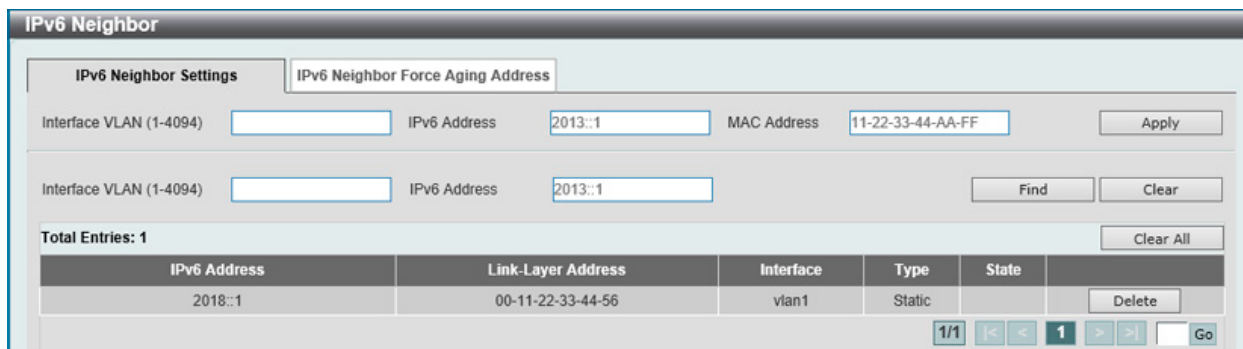 IPv6 Neighbor
IPv6 Neighbor Settings IPv6 Neighbor Force Aging Address
Interface VLAN (1-4094) IPv6 Address 2013::1 MAC Address 11-22-33-44-AA-FF Apply
Interface VLAN (1-4094) IPv6 Address 2013::1 Find Clear
Total Entries: 1 Clear All
IPv6 Address Link-Layer Address Interface Type State
2018::1 00-11-22-33-44-56 vlan1 Static Delete
1/1 |< < 1 > >| Go